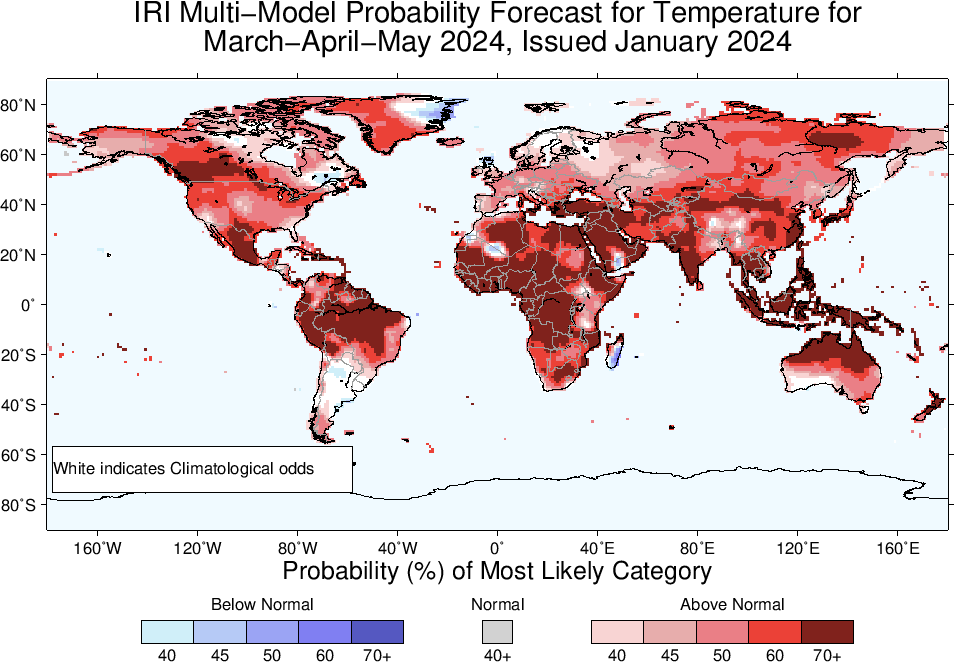 IRI Multi−Model Probability Forecast for Temperature for
March−April−May 2024, Issued January 2024
80˚N
60˚N
40˚N
20˚N
0˚
20˚S
40˚S
60˚S
80˚S
White indicates Climatological odds
160˚W 120˚W 80˚W 40˚W 0˚ 40˚E 80˚E 120˚E 160˚E
Probability (%) of Most Likely Category
Below Normal Normal Above Normal
40 45 50 60 70+ 40+ 40 45 50 60 70+